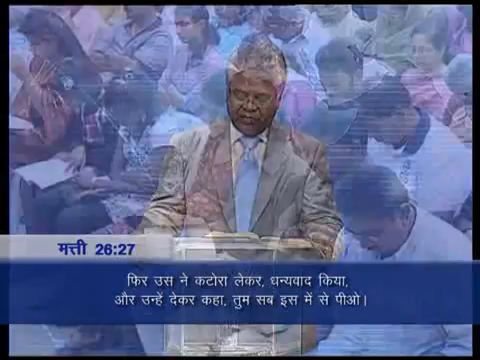 मत्ती 26:27
फिर उस ने कटोरा लेकर, धन्यवाद किया,
और उन्हें देकर कहा, तुम सब इस में से पीओ।